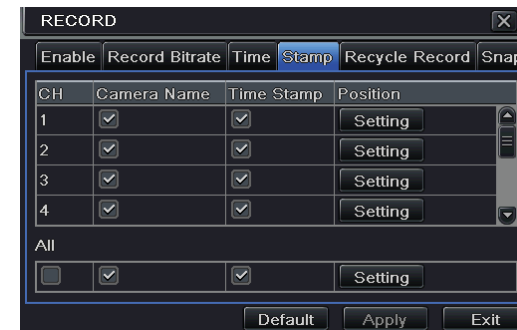 RECORD
Enable Record Bitrate Time Stamp Recycle Record Snap
CH Camera Name Time Stamp Position
1 Setting
2 Setting
3 Setting
4 Setting
All
Setting
Default Apply Exit